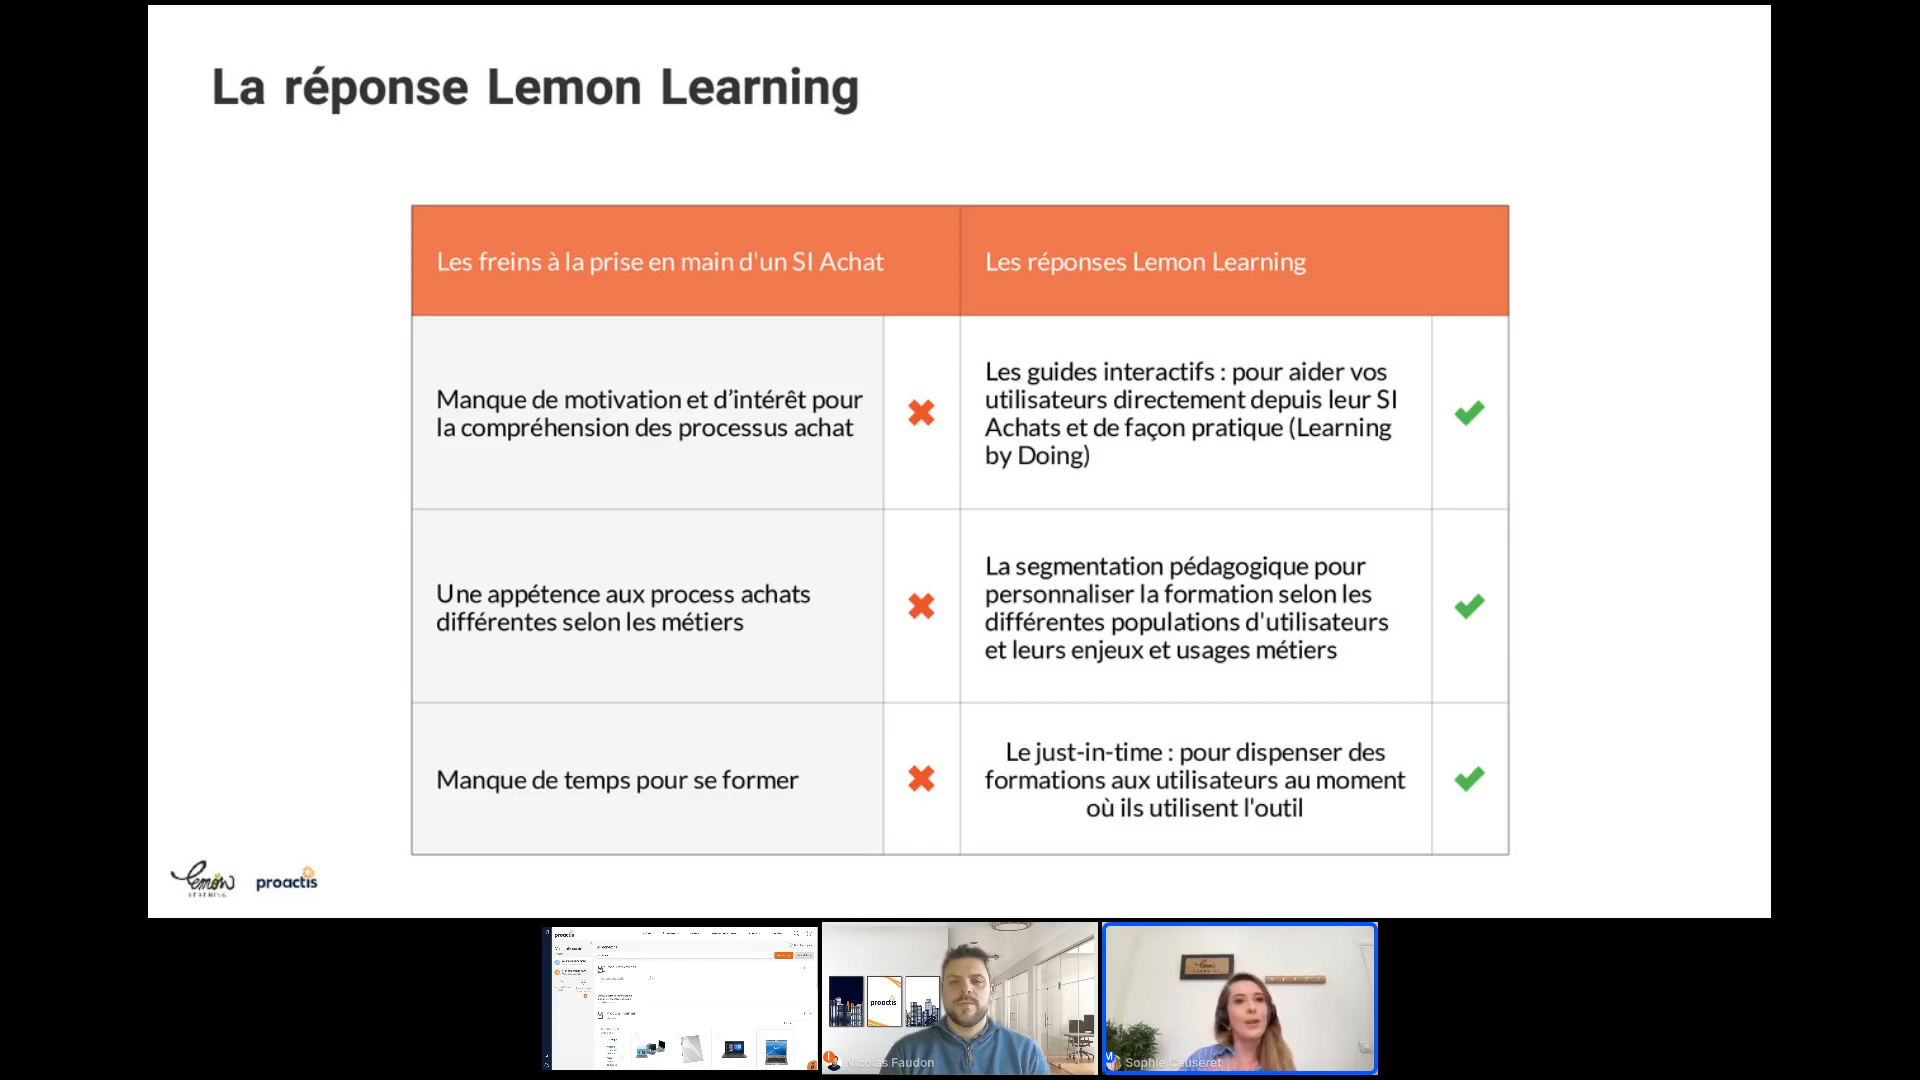 La réponse Lemon Learning
Les freins à la prise en main d'un SI Achat
Les réponses Lemon Learning
Manque de motivation et d’intérêt pour
la compréhension des processus achat
Les guides interactifs : pour aider vos
utilisateurs directement depuis leur SI
Achats et de façon pratique (Learning
by Doing)
Une appétence aux process achats
différentes selon les métiers
La segmentation pédagogique pour
personnaliser la formation selon les
différentes populations d'utilisateurs
et leurs enjeux et usages métiers
Manque de temps pour se former
Le just-in-time : pour dispenser des
formations aux utilisateurs au moment
où ils utilisent l'outil
lemon
LEARNING
proactis
proactis
proactis
Nicolas Faudon
Sophie Causeret